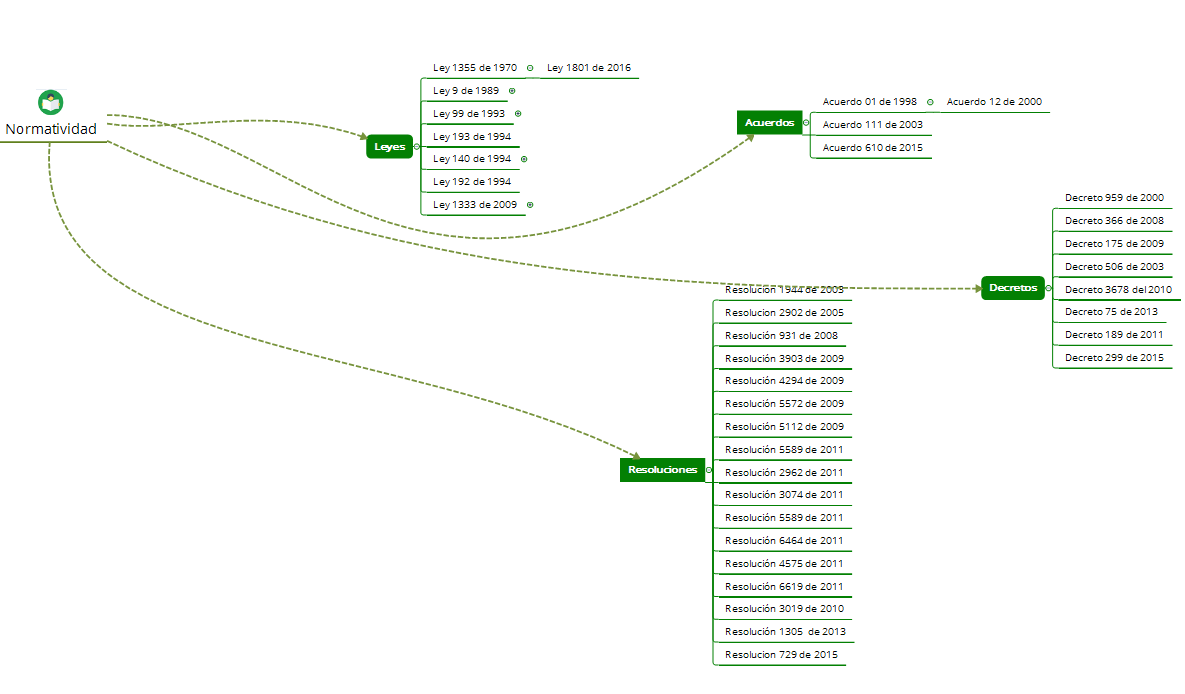 Normatividad
Leyes
Ley 1355 de 1970
Ley 1801 de 2016
Ley 9 de 1989
Ley 99 de 1993
Ley 193 de 1994
Ley 140 de 1994
Ley 192 de 1994
Ley 1333 de 2009
Acuerdos
Acuerdo 01 de 1998
Acuerdo 12 de 2000
Acuerdo 111 de 2003
Acuerdo 610 de 2015
Decretos
Decreto 959 de 2000
Decreto 366 de 2008
Decreto 175 de 2009
Decreto 506 de 2003
Decreto 3678 del 2010
Decreto 75 de 2013
Decreto 189 de 2011
Decreto 299 de 2015
Resoluciones
Resolución 1944 de 2003
Resolucion 2902 de 2005
Resolución 931 de 2008
Resolución 3903 de 2009
Resolución 4294 de 2009
Resolución 5572 de 2009
Resolución 5112 de 2009
Resolución 5589 de 2011
Resolución 2962 de 2011
Resolución 3074 de 2011
Resolución 5589 de 2011
Resolución 6464 de 2011
Resolución 4575 de 2011
Resolución 6619 de 2011
Resolución 3019 de 2010
Resolución 1305  de 2013
Resolucion 729 de 2015